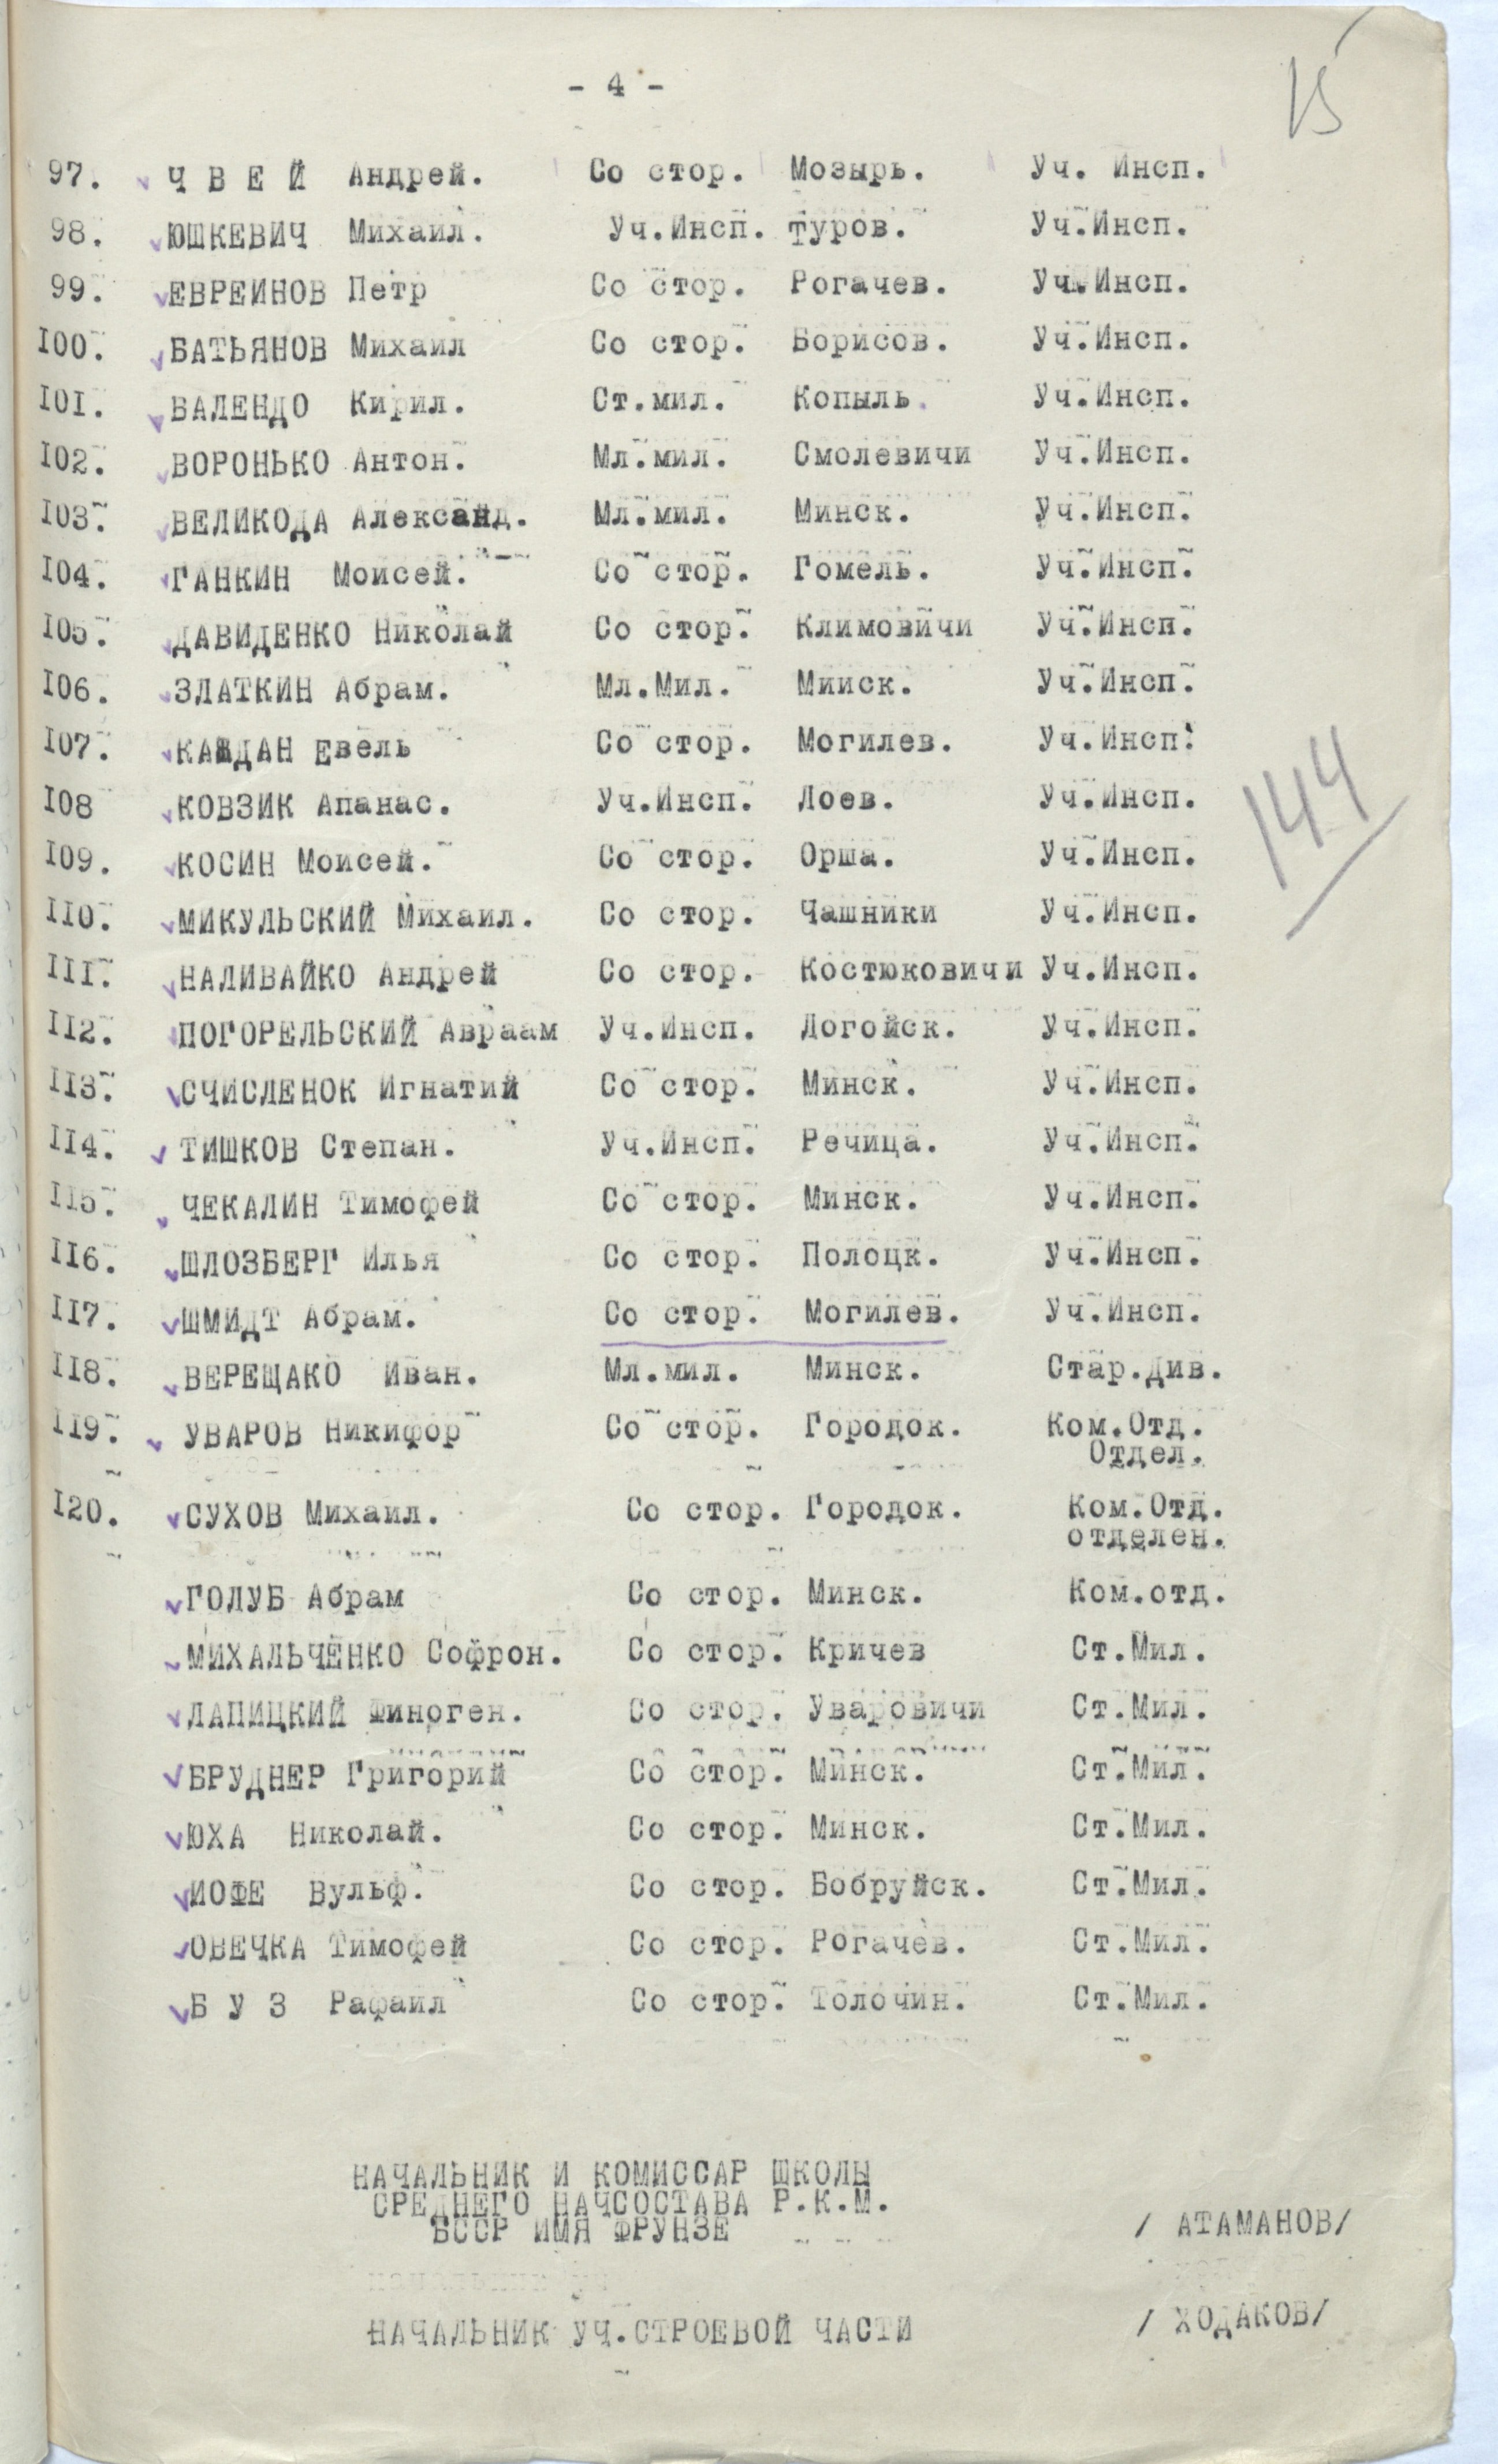 15
- 4 -
97. Ч В Е Й Андрей. Со стор. Мозырь. Уч. Инсп.
98. ЮШКЕВИЧ Михаил. Уч.Инсп. Туров. Уч.Инсп.
99. ЕВРЕИНОВ Петр Со стор. Рогачев. Уч.Инсп.
I00. БАТЬЯНОВ Михаил Со стор. Борисов. Уч.Инсп.
I0I. ВАЛЕНДО Кирил. Ст.мил. Копыль. Уч.Инсп.
I02. ВОРОНЬКО Антон. Мл.мил. Смолевичи Уч.Инсп.
I03. ВЕЛИКОДА Александ. Мл.мил. Минск. Уч.Инсп.
I04. ГАНКИН Моисей. Со стор. Гомель. Уч.Инсп.
I05. ДАВИДЕНКО Николай Со стор. Климовичи Уч.Инсп.
I06. ЗЛАТКИН Абрам. Мл.Мил. Минск. Уч.Инсп.
I07. КАЖДАН Евель Со стор. Могилев. Уч.Инсп.
I08 КОВЗИК Апанас. Уч.Инсп. Лоев. Уч.Инсп.
I09. КОСИН Моисей. Со стор. Орша. Уч.Инсп.
144
II0. МИКУЛЬСКИЙ Михаил. Со стор. Чашники Уч.Инсп.
III. НАЛИВАЙКО Андрей Со стор. Костюковичи Уч.Инсп.
II2. ПОГОРЕЛЬСКИЙ Авраам Уч.Инсп. Логойск. Уч.Инсп.
II3. СЧИСЛЕНОК Игнатий Со стор. Минск. Уч.Инсп.
II4. ТИШКОВ Степан. Уч.Инсп. Речица. Уч.Инсп.
II5. ЧЕКАЛИН Тимофей Со стор. Минск. Уч.Инсп.
II6. ШЛОЗБЕРГ Илья Со стор. Полоцк. Уч.Инсп.
II7. ШМИДТ Абрам. Со стор. Могилев. Уч.Инсп.
II8. ВЕРЕЩАКО Иван. Мл.мил. Минск. Стар.див.
II9. УВАРОВ Никифор Со стор. Городок. Ком.Отд.
Отдел.
I20. СУХОВ Михаил. Со стор. Городок. Ком.Отд.
отделен.
ГОЛУБ Абрам Со стор. Минск. Ком.отд.
МИХАЛЬЧЕНКО Софрон. Со стор. Кричев Ст.Мил.
ЛАПИЦКИЙ Финоген. Со стор. Уваровичи Ст.Мил.
БРУДНЕР Григорий Со стор. Минск. Ст.Мил.
ЮХА Николай. Со стор. Минск. Ст.Мил.
ИОФЕ Вульф. Со стор. Бобруйск. Ст.Мил.
ОВЕЧКА Тимофей Со стор. Рогачев. Ст.Мил.
Б У З Рафаил Со стор. Толочин. Ст.Мил.
НАЧАЛЬНИК И КОМИССАР ШКОЛЫ
СРЕДНЕГО НАЧСОСТАВА Р.К.М.
БССР ИМЯ ФРУНЗЕ / АТАМАНОВ/
НАЧАЛЬНИК УЧ.СТРОЕВОЙ ЧАСТИ / ХОДАКОВ/